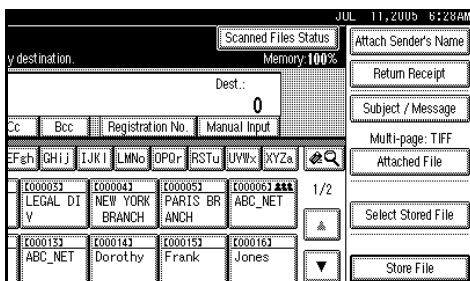 JUL 11,2005 6:28AM
Scanned Files Status
Attach Sender's Name
y destination.
Memory:100%
Return Receipt
Dest.:
0
Subject / Message
Cc Bcc Registration No. Manual Input
Multi-page: TIFF
EFgh GHij IJKl LMNo OPQr RSTu UVWx XYZa
Attached File
[00003] [00004] [00005] [00006]
1/2
LEGAL DI NEW YORK PARIS BR ABC_NET
V BRANCH ANCH
Select Stored File
[00013] [00014] [00015] [00016]
ABC_NET Dorothy Frank Jones
Store File